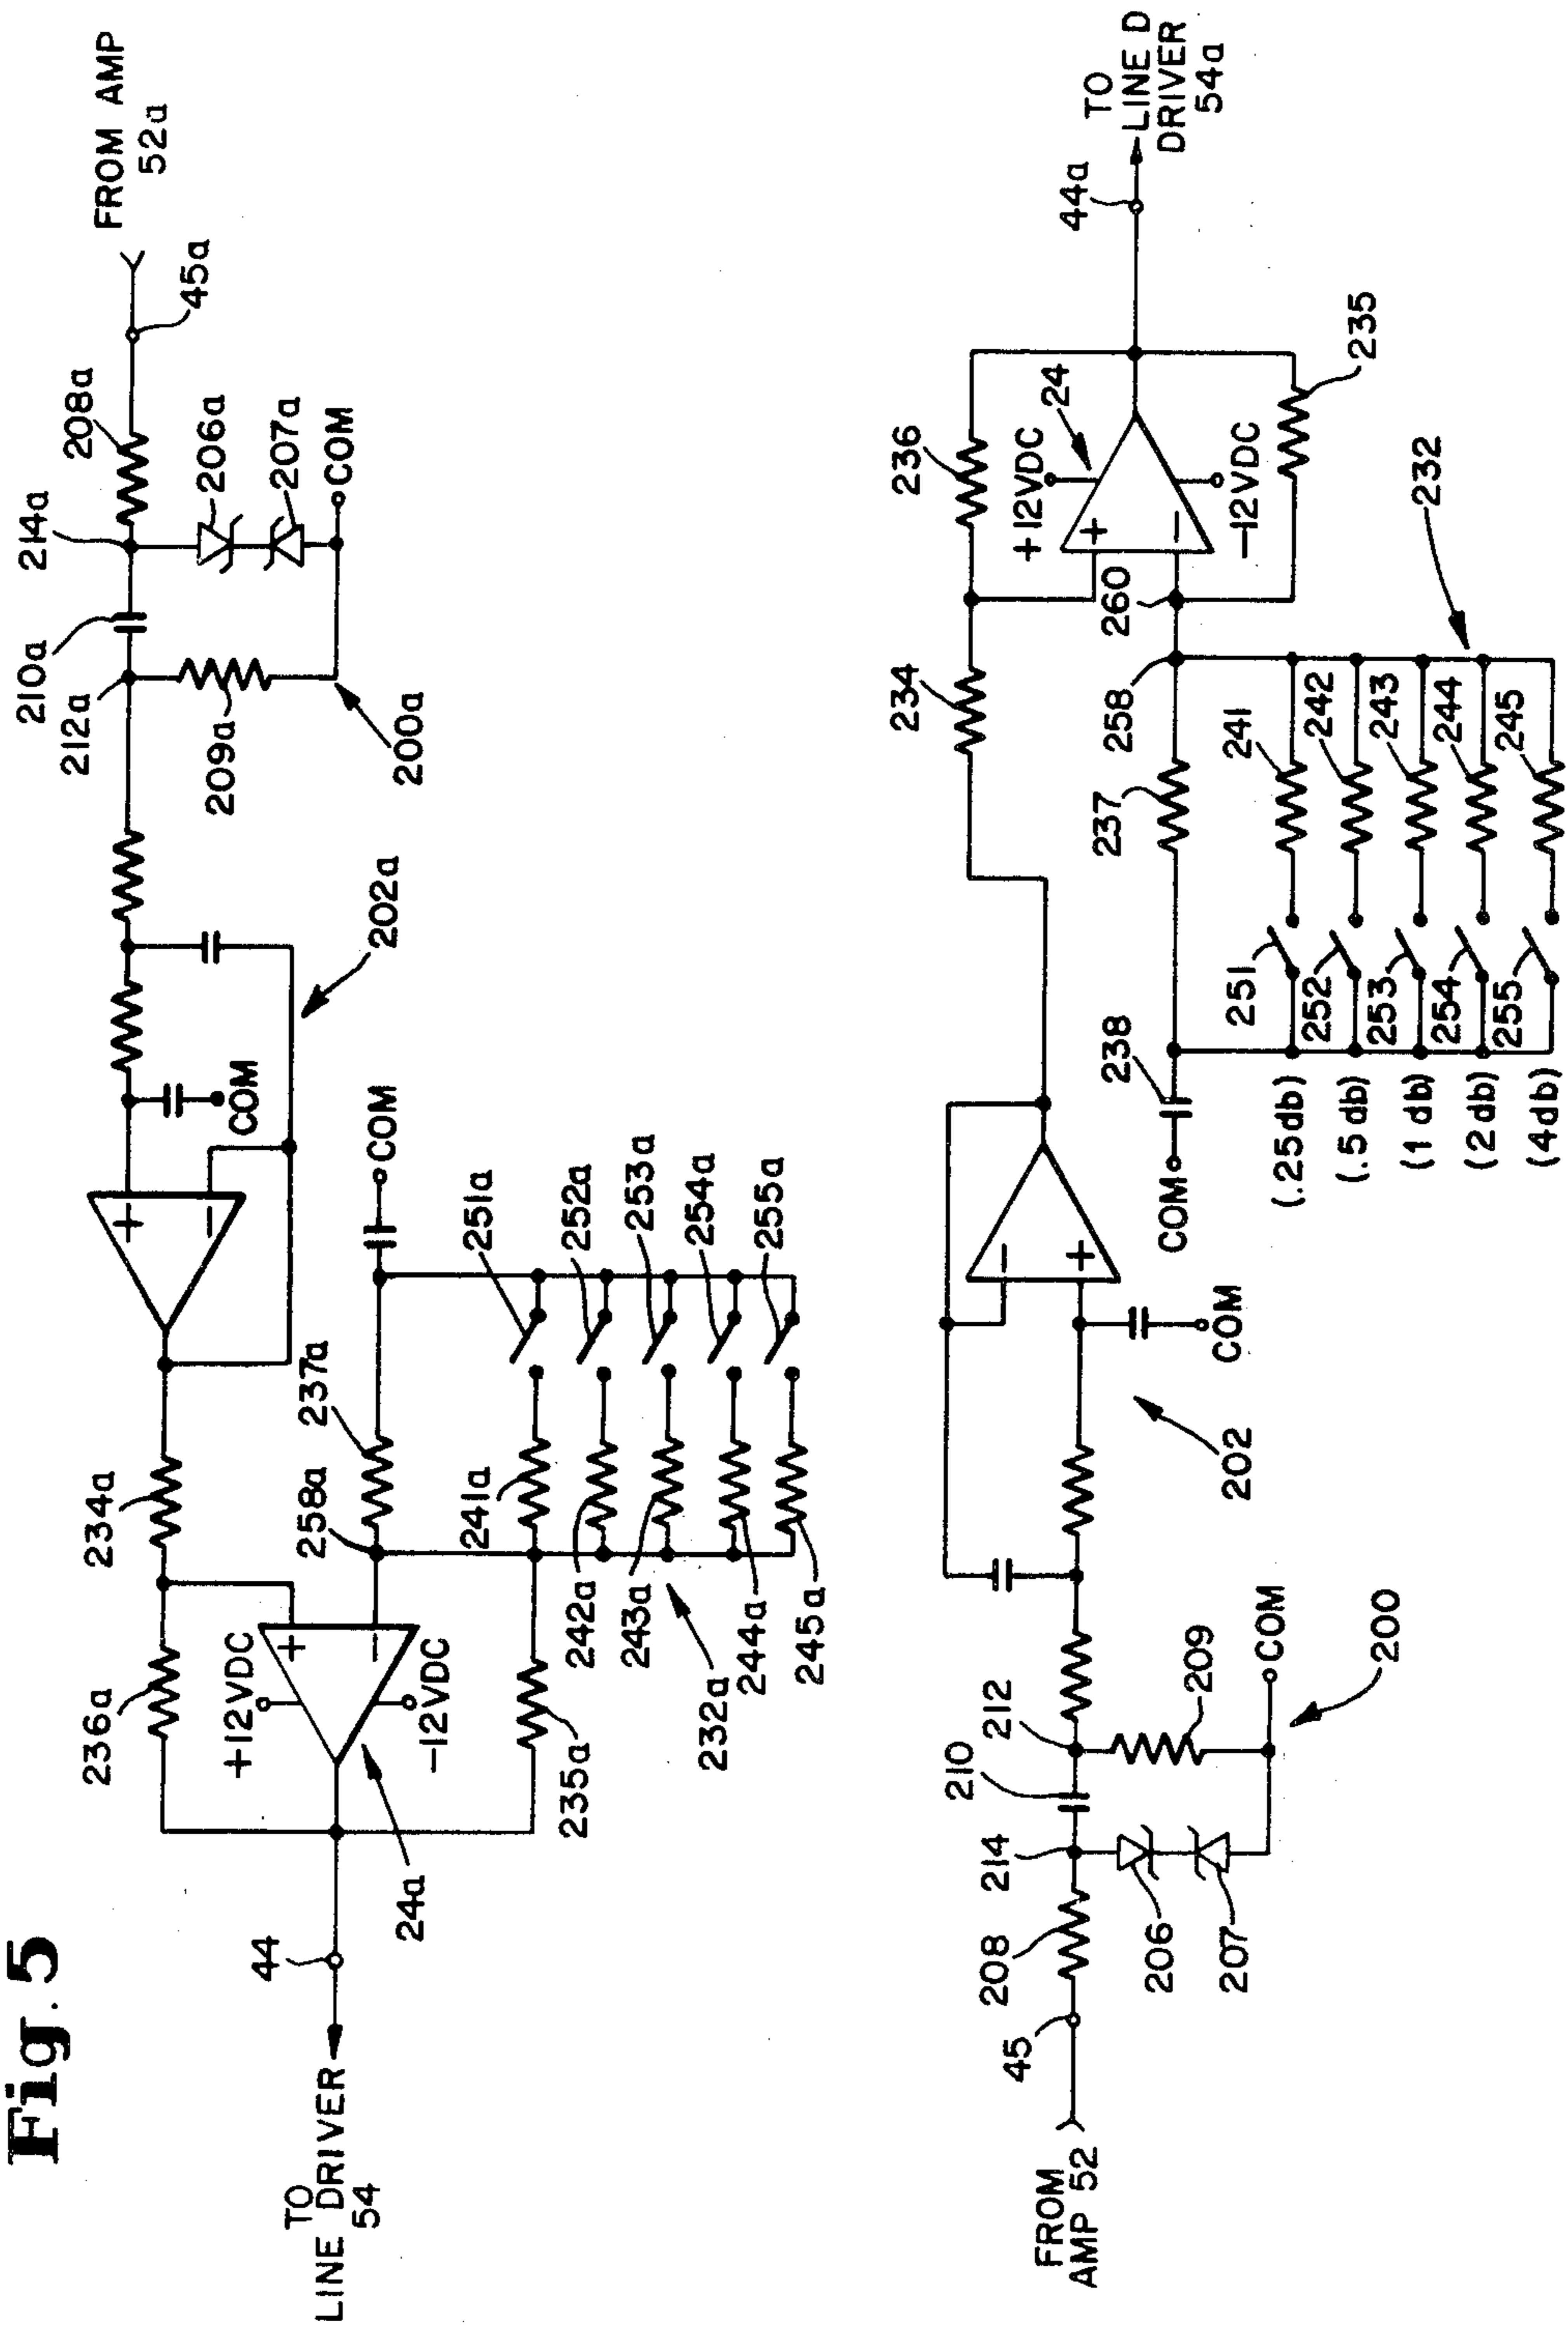 Fig. 5
FROM AMP
52a
45a
208a
214a
206a
207a
COM
210a
212a
209a
200a
202a
COM
234a
236a
+12VDC
-12VDC
24a
44
TO
LINE DRIVER
54
235a
258a
237a
COM
241a
242a
243a
244a
245a
232a
251a
252a
253a
254a
255a
FROM
AMP 52
45
208
214
210
212
206
207
209
COM
200
202
COM
234
236
+12VDC
24
-12VDC
260
258
235
44a
TO
LINE D
DRIVER
54a
237
238
COM
232
241
242
243
244
245
251
252
253
254
255
(.25db)
(.5db)
(1 db)
(2db)
(4db)